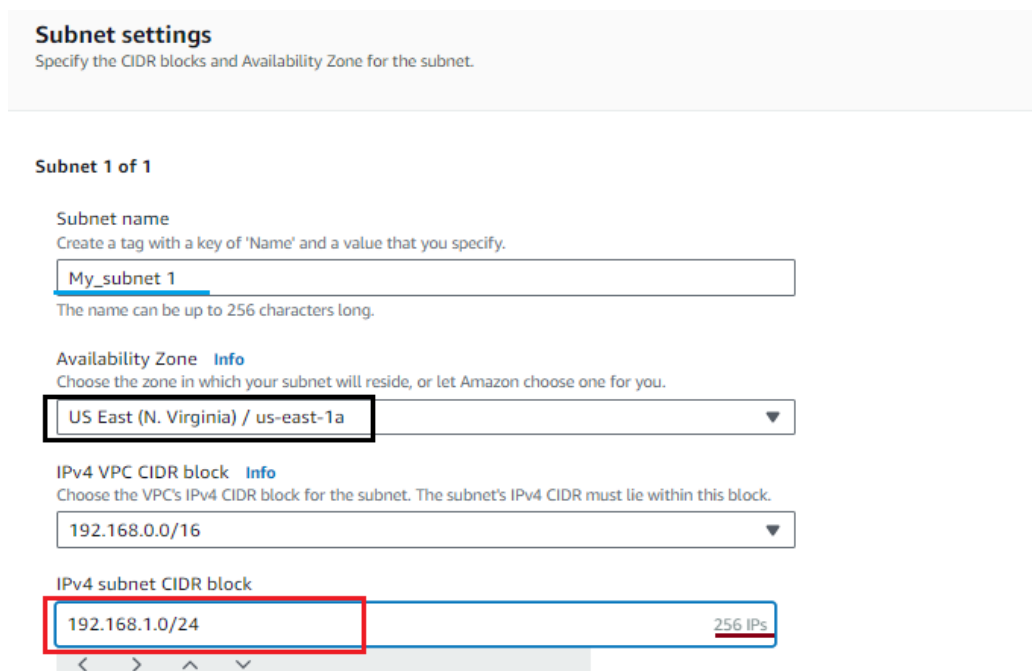 Subnet settings
Specify the CIDR blocks and Availability Zone for the subnet.
Subnet 1 of 1
Subnet name
Create a tag with a key of 'Name' and a value that you specify.
My_subnet 1
The name can be up to 256 characters long.
Availability Zone Info
Choose the zone in which your subnet will reside, or let Amazon choose one for you.
US East (N. Virginia) / us-east-1a
IPv4 VPC CIDR block Info
Choose the VPC's IPv4 CIDR block for the subnet. The subnet's IPv4 CIDR must lie within this block.
192.168.0.0/16
IPv4 subnet CIDR block
192.168.1.0/24 256 IPs